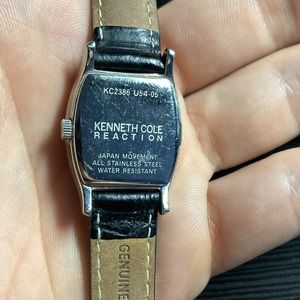 KC2386 U54-05
KENNETH COLE
REACTION
JAPAN MOVEMENT
ALL STAINLESS STEEL
WATER RESISTANT
GENUINE